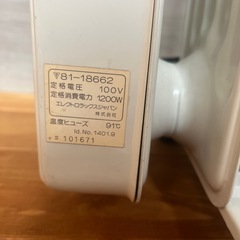 〒81-18662
定格電圧 100V
定格消費電力 1200W
エレクトロラックスジャパン
株式会社
温度ヒューズ 91℃
Id.No.1401.9
101671